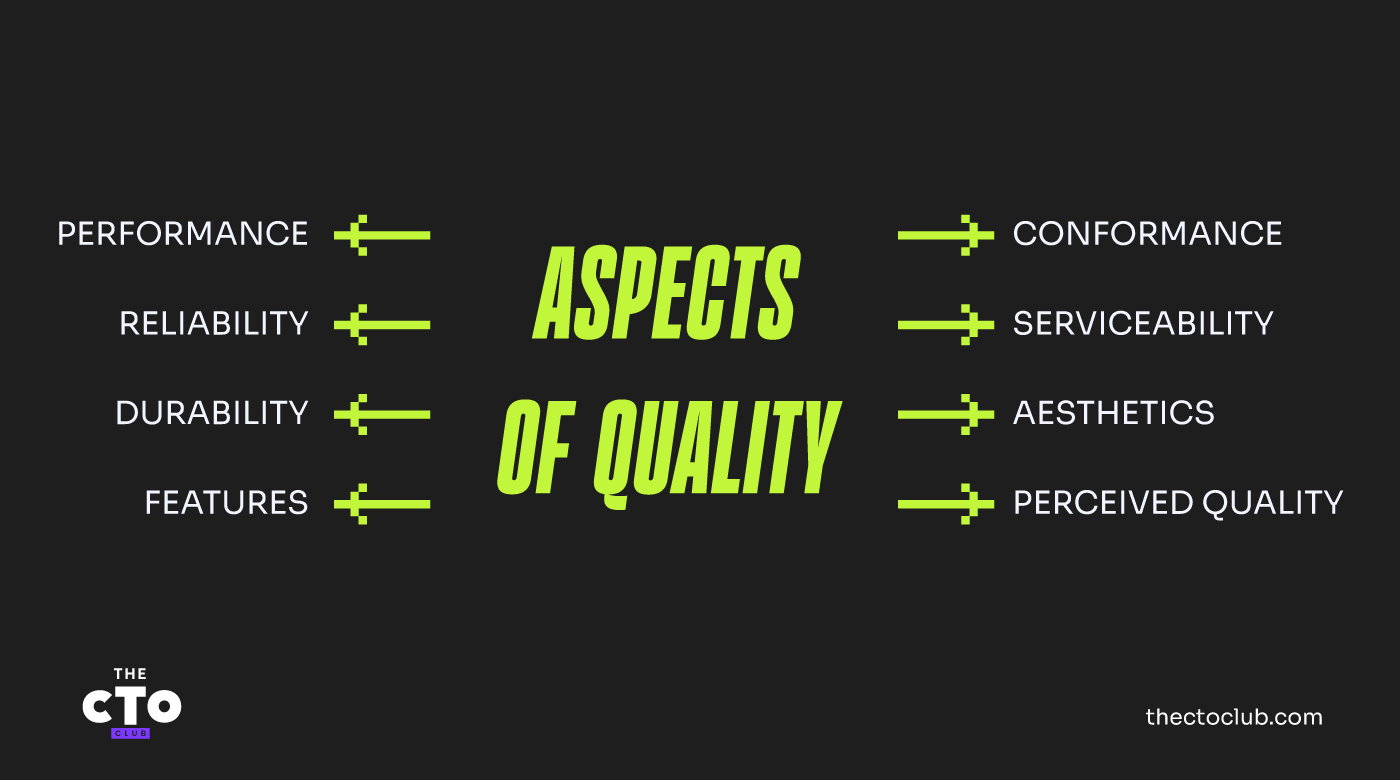 PERFORMANCE
RELIABILITY
DURABILITY
FEATURES
ASPECTS
OF QUALITY
CONFORMANCE
SERVICEABILITY
AESTHETICS
PERCEIVED QUALITY
THE
CTO
CLUB
thectoclub.com